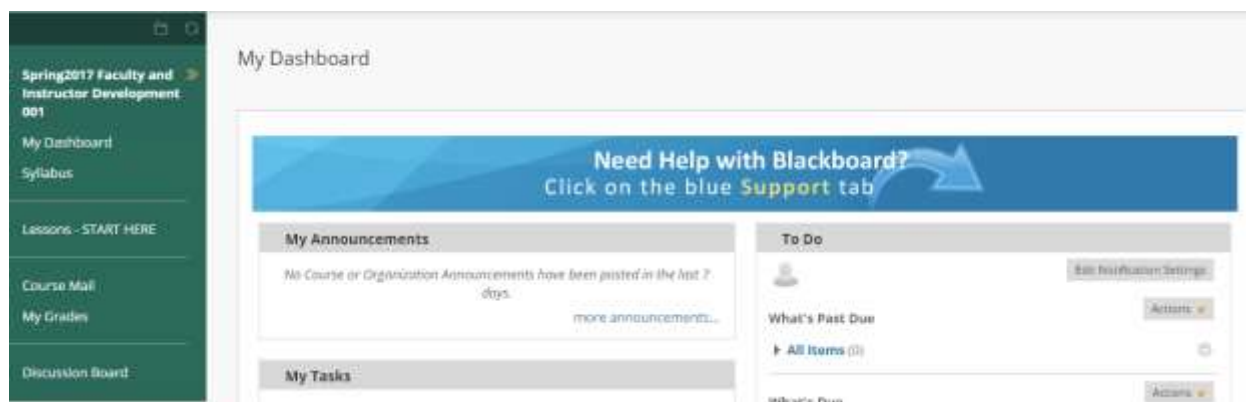 Spring2017 Faculty and
Instructor Development
001
My Dashboard
Syllabus
Lessons - START HERE
Course Mail
My Grades
Discussion Board
My Dashboard
Need Help with Blackboard?
Click on the blue Support tab
My Announcements
No Course or Organization Announcements have been posted in the last 7
days.
more announcements...
My Tasks
To Do
Edit Notification Settings
What's Past Due
Actions
All Items (0)
What's Due
Actions